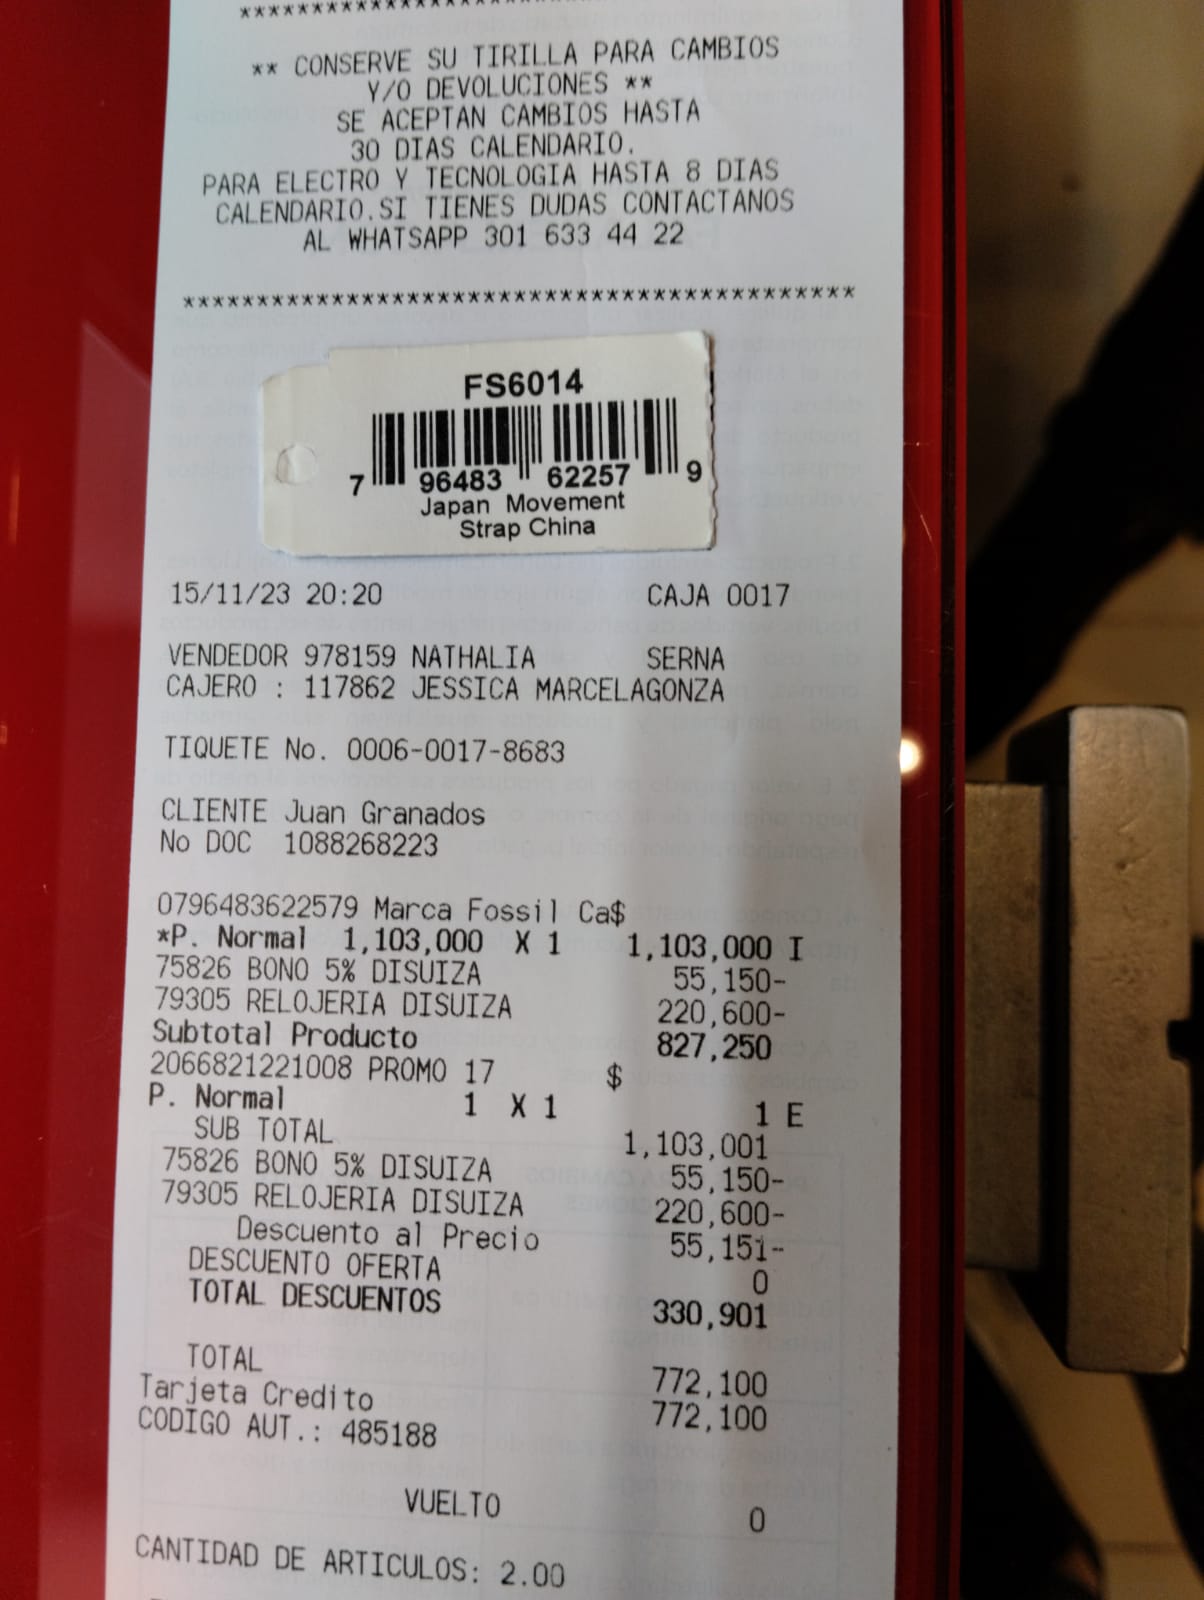 *******************************
** CONSERVE SU TIRILLA PARA CAMBIOS
Y/O DEVOLUCIONES **
SE ACEPTAN CAMBIOS HASTA
30 DIAS CALENDARIO.
PARA ELECTRO Y TECNOLOGIA HASTA 8 DIAS
CALENDARIO.SI TIENES DUDAS CONTACTANOS
AL WHATSAPP 301 633 44 22
*********************************************
FS6014
7 96483 62257 9
Japan Movement
Strap China
15/11/23 20:20 CAJA 0017
VENDEDOR 978159 NATHALIA SERNA
CAJERO : 117862 JESSICA MARCELAGONZA
TIQUETE No. 0006-0017-8683
CLIENTE Juan Granados
No DOC 1088268223
0796483622579 Marca Fossil Ca$
*P. Normal 1,103,000 X 1 1,103,000 I
75826 BONO 5% DISUIZA 55,150-
79305 RELOJERIA DISUIZA 220,600-
Subtotal Producto 827,250
2066821221008 PROMO 17 $
P. Normal 1 X 1 1 E
SUB TOTAL 1,103,001
75826 BONO 5% DISUIZA 55,150-
79305 RELOJERIA DISUIZA 220,600-
Descuento al Precio 55,151-
DESCUENTO OFERTA 0
TOTAL DESCUENTOS 330,901
TOTAL 772,100
Tarjeta Credito 772,100
CODIGO AUT.: 485188
VUELTO 0
CANTIDAD DE ARTICULOS: 2.00